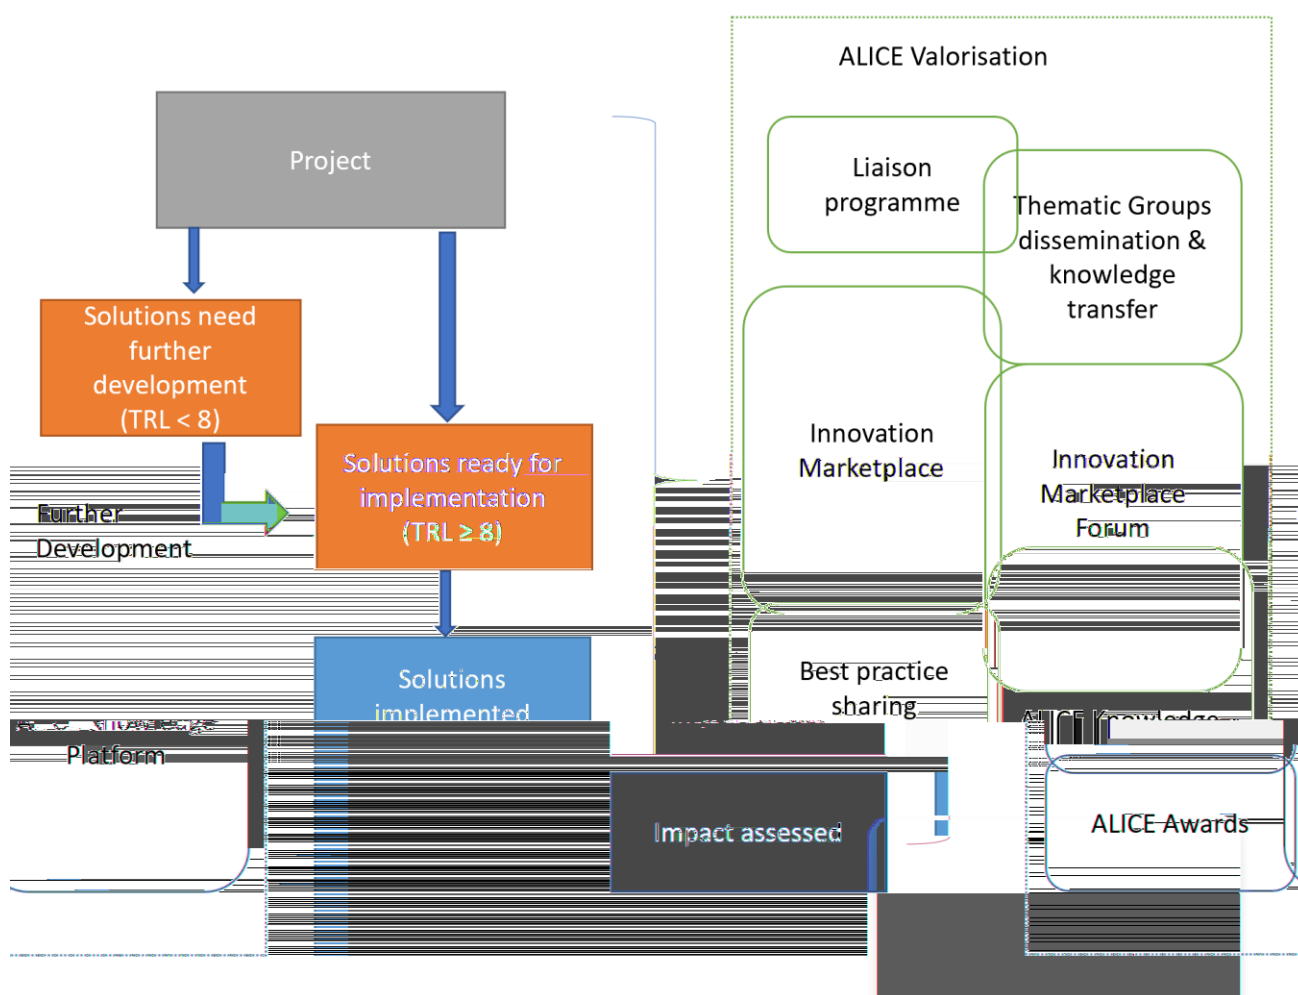 ALICE Valorisation
Project
Liaison
programme
Thematic Groups
dissemination &
knowledge
transfer
Solutions need
further
development
(TRL < 8)
Innovation
Marketplace
Solutions ready for
implementation
(TRL ≥ 8)
Innovation
Marketplace
Forum
Further
Development
Solutions
implemented
Best practice
sharing
ALICE Knowledge
Platform
Impact assessed
ALICE Awards